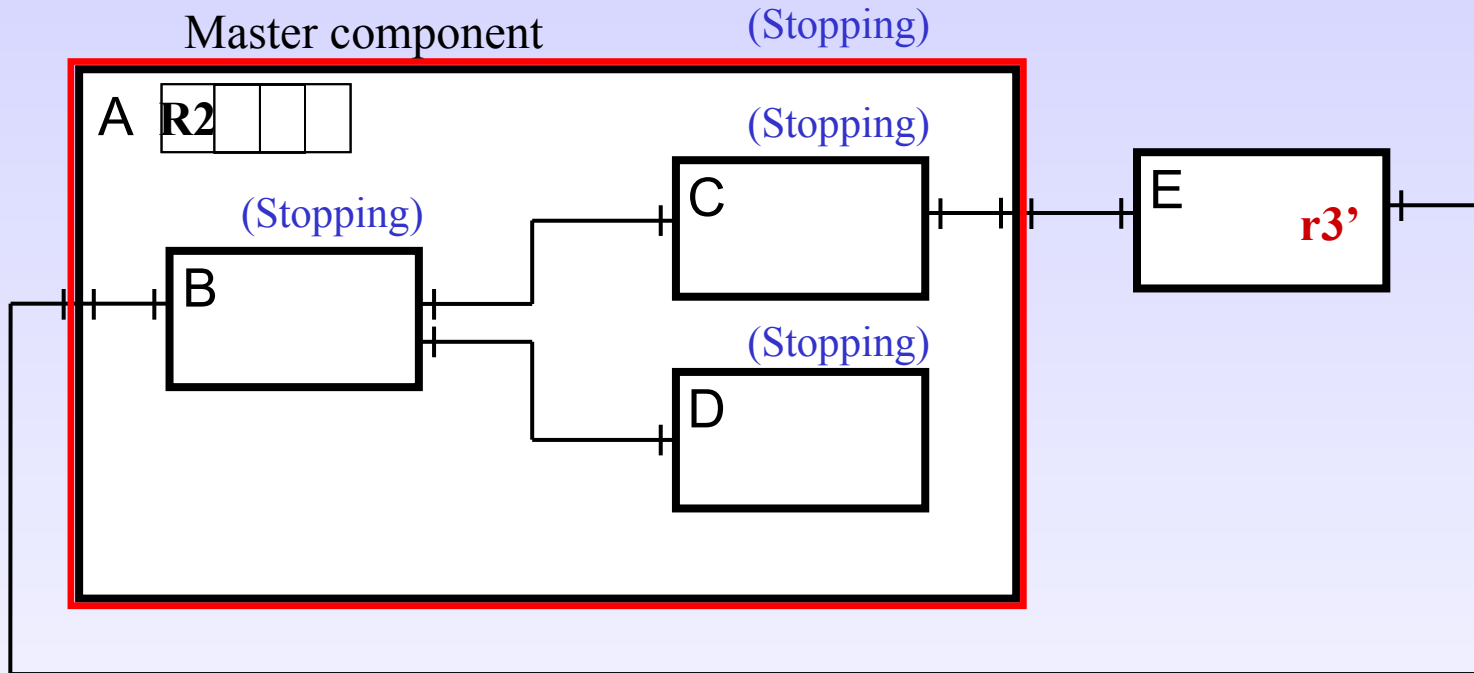 Master component
(Stopping)
A R2
(Stopping)
C
E
r3’
(Stopping)
B
(Stopping)
D